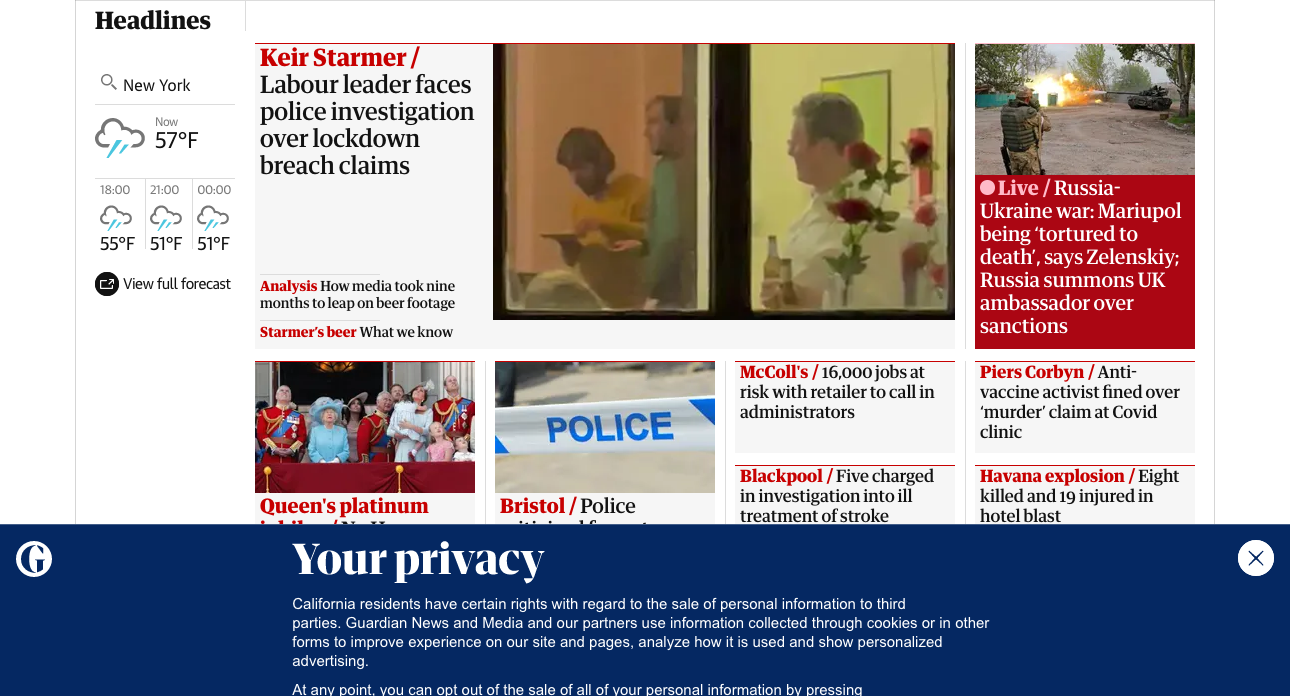 Headlines
New York
Now
57°F
18:00
21:00
00:00
55°F
51°F
51°F
View full forecast
Keir Starmer /
Labour leader faces
police investigation
over lockdown
breach claims
Analysis How media took nine
months to leap on beer footage
Starmer's beer What we know
Live / Russia-
Ukraine war: Mariupol
being ‘tortured to
death’, says Zelenskiy;
Russia summons UK
ambassador over
sanctions
POLICE
Queen's platinum
Bristol / Police
McColl's / 16,000 jobs at
risk with retailer to call in
administrators
Blackpool / Five charged
in investigation into ill
treatment of stroke
Piers Corbyn / Anti-
vaccine activist fined over
‘murder’ claim at Covid
clinic
Havana explosion / Eight
killed and 19 injured in
hotel blast
G
Your privacy
California residents have certain rights with regard to the sale of personal information to third
parties. Guardian News and Media and our partners use information collected through cookies or in other
forms to improve experience on our site and pages, analyze how it is used and show personalized
advertising.
At any point, you can opt out of the sale of all of your personal information by pressing